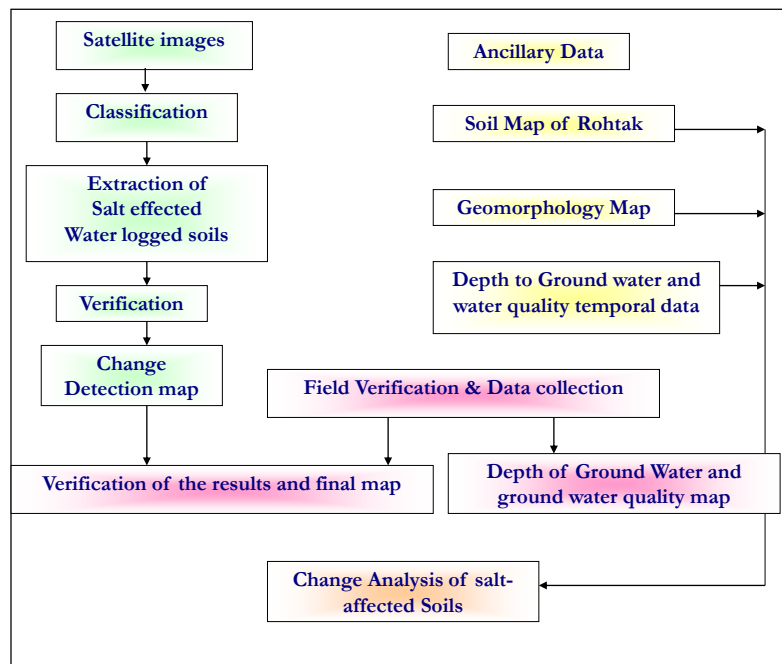 Satellite images
Classification
Extraction of
Salt effected
Water logged soils
Verification
Change
Detection map
Ancillary Data
Soil Map of Rohtak
Geomorphology Map
Depth to Ground water and
water quality temporal data
Field Verification & Data collection
Verification of the results and final map
Depth of Ground Water and
ground water quality map
Change Analysis of salt-
affected Soils